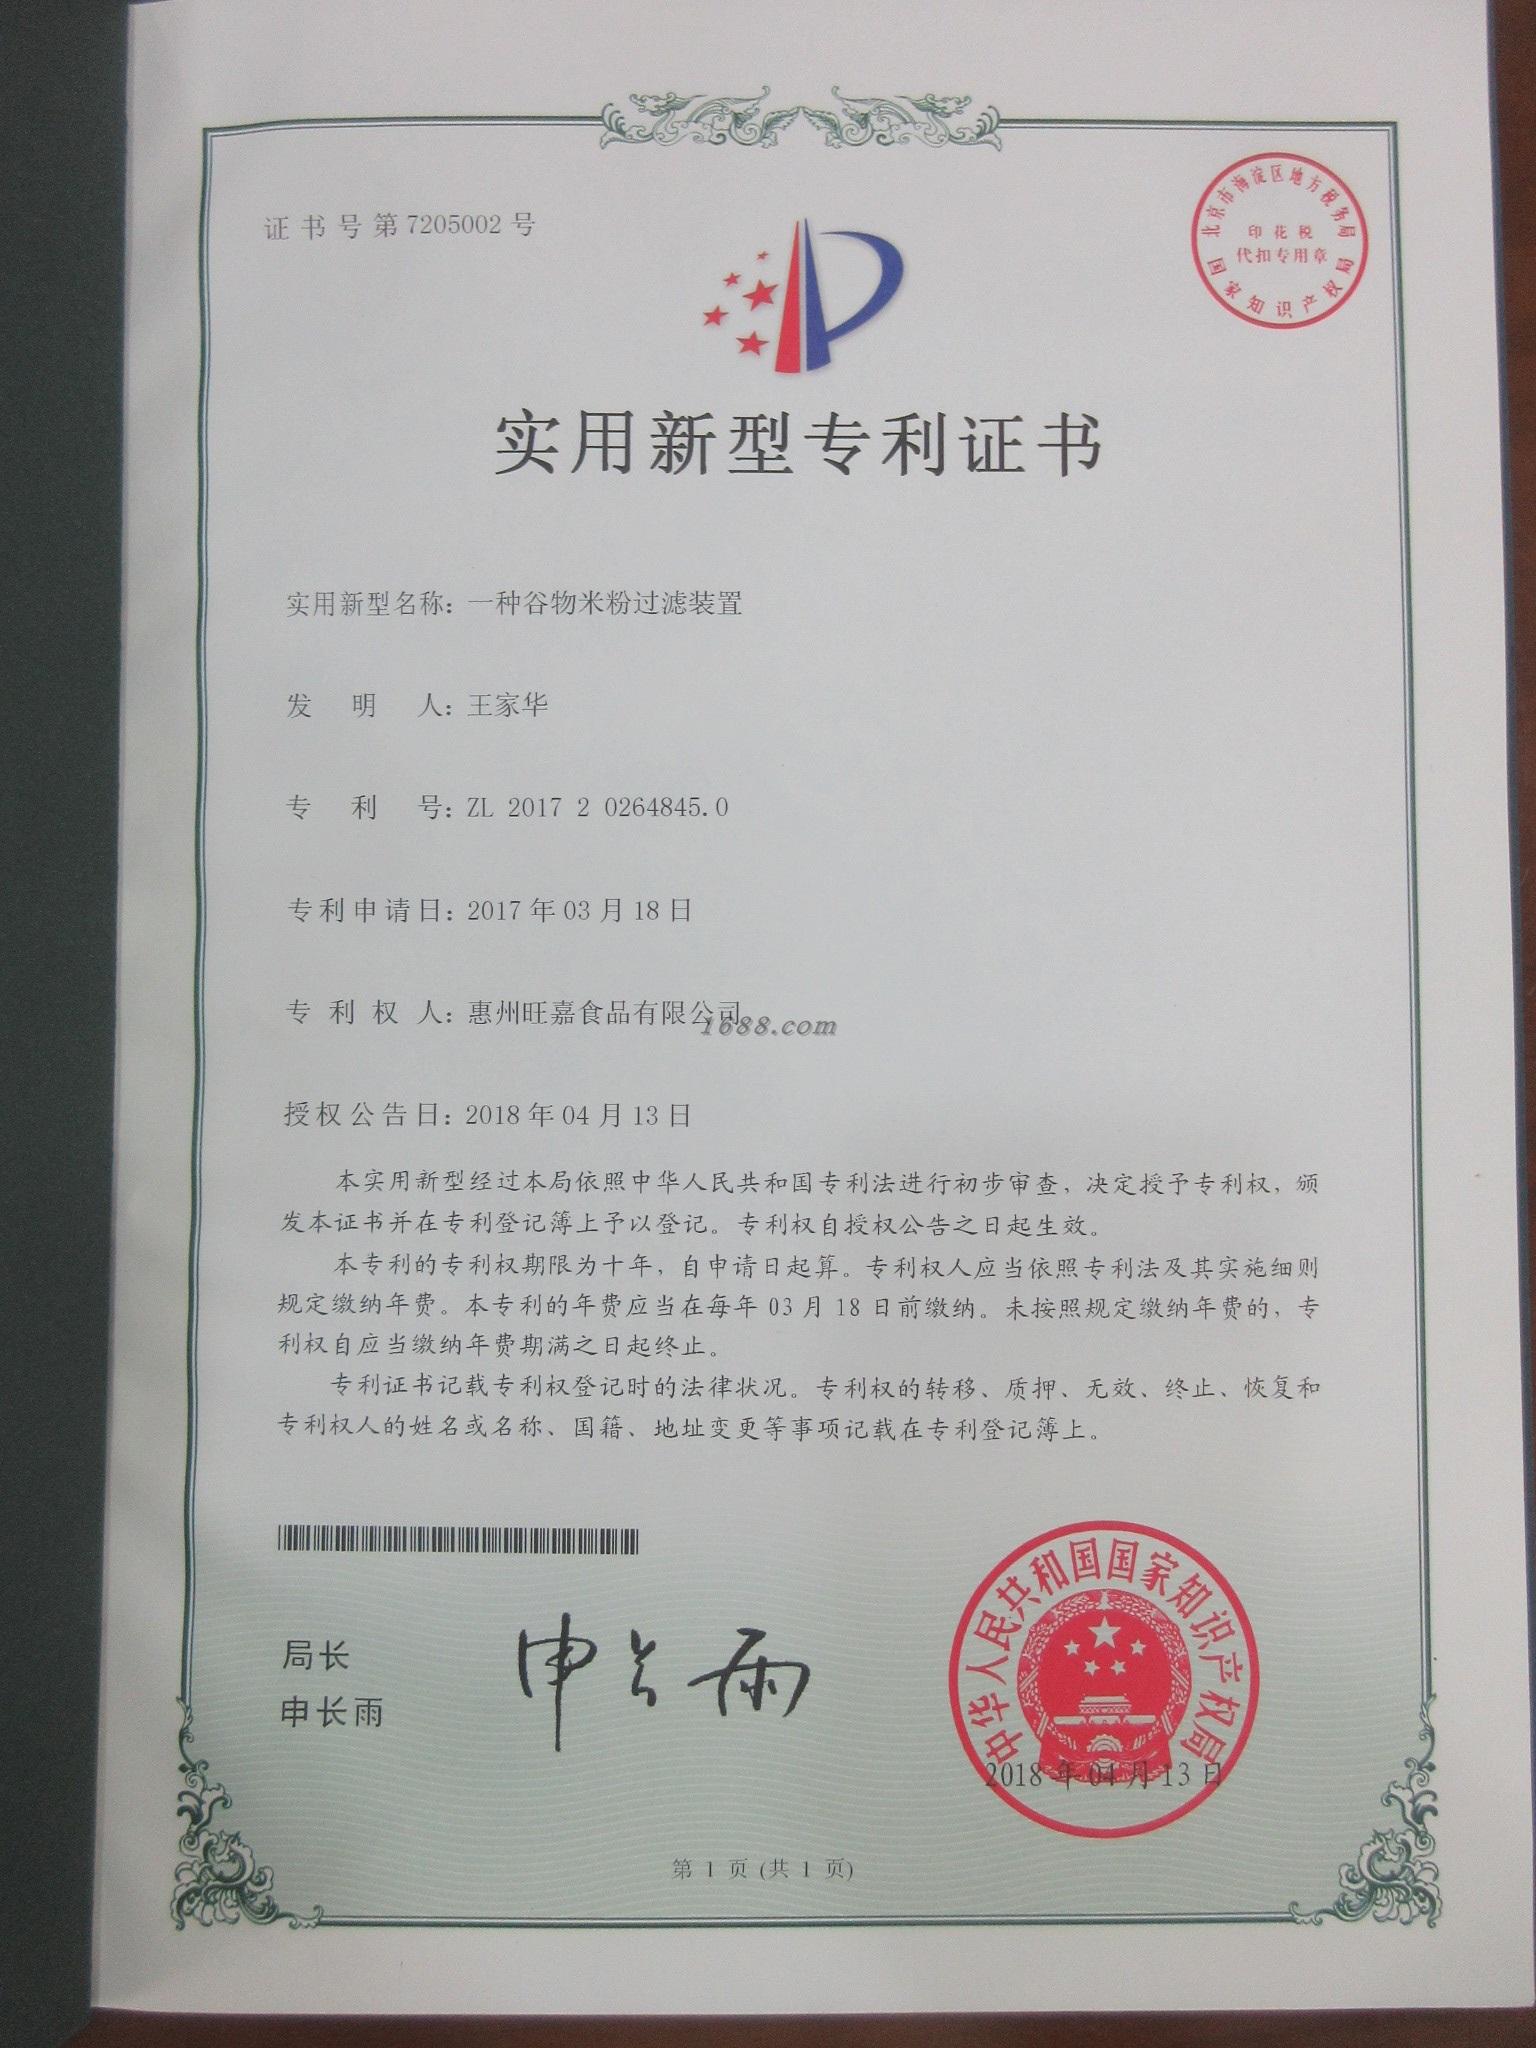 证书号第7205002号
北京市海淀区地方税务局
印花税
代扣专用章
国家知识产权局
实用新型专利证书
实用新型名称：一种谷物米粉过滤装置
发明人：王家华
专利号：ZL 2017 2 0264845.0
专利申请日：2017年03月18日
专利权人：惠州旺嘉食品有限公司
1688.com
授权公告日：2018年04月13日
本实用新型经过本局依照中华人民共和国专利法进行初步审查，决定授予专利权，颁
发本证书并在专利登记簿上予以登记。专利权自授权公告之日起生效。
本专利的专利权期限为十年，自申请日起算。专利权人应当依照专利法及其实施细则
规定缴纳年费。本专利的年费应当在每年03月18日前缴纳。未按照规定缴纳年费的，专
利权自应当缴纳年费期满之日起终止。
专利证书记载专利权登记时的法律状况。专利权的转移、质押、无效、终止、恢复和
专利权人的姓名或名称、国籍、地址变更等事项记载在专利登记簿上。
局长
申长雨
申长雨
中华人民共和国国家知识产权局
2018年04月13日
第1页(共1页)